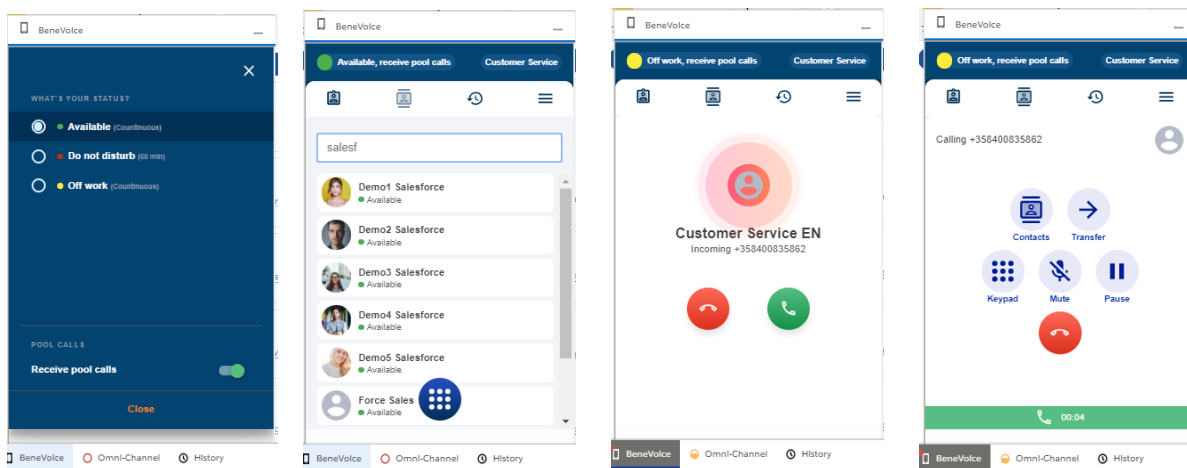 BeneVoice
WHAT'S YOUR STATUS?
Available (Countinuous)
Do not disturb (60 min)
Off work (Countinuous)
POOL CALLS
Receive pool calls
Close
BeneVoice Omni-Channel History
BeneVoice
Available, receive pool calls Customer Service
salesf
Demo1 Salesforce
Available
Demo2 Salesforce
Available
Demo3 Salesforce
Available
Demo4 Salesforce
Available
Demo5 Salesforce
Available
Force Sales
Available
BeneVoice Omni-Channel History
BeneVoice
Off work, receive pool calls Customer Service
Customer Service EN
Incoming +358400835862
BeneVoice Omni-Channel History
BeneVoice
Off work, receive pool calls Customer Service
Calling +358400835862
Contacts Transfer
Keypad Mute Pause
00:04
BeneVoice Omni-Channel History